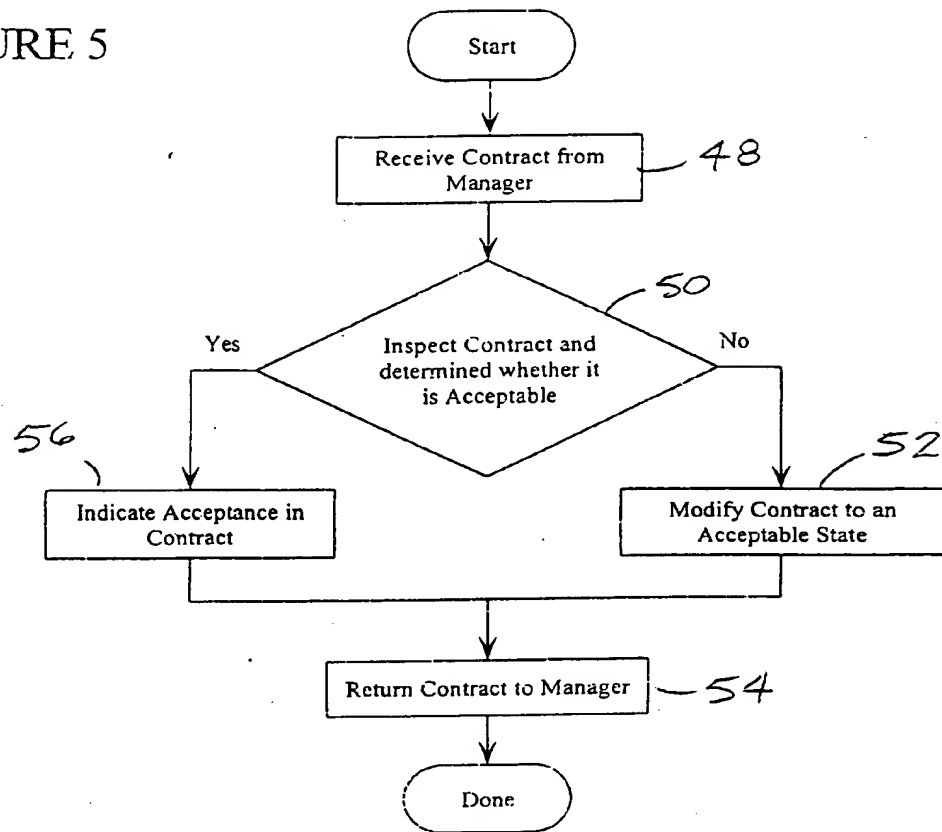 URE 5
Start
Receive Contract from
Manager
48
50
Yes
Inspect Contract and
determined whether it
is Acceptable
No
56
52
Indicate Acceptance in
Contract
Modify Contract to an
Acceptable State
Return Contract to Manager
54
Done